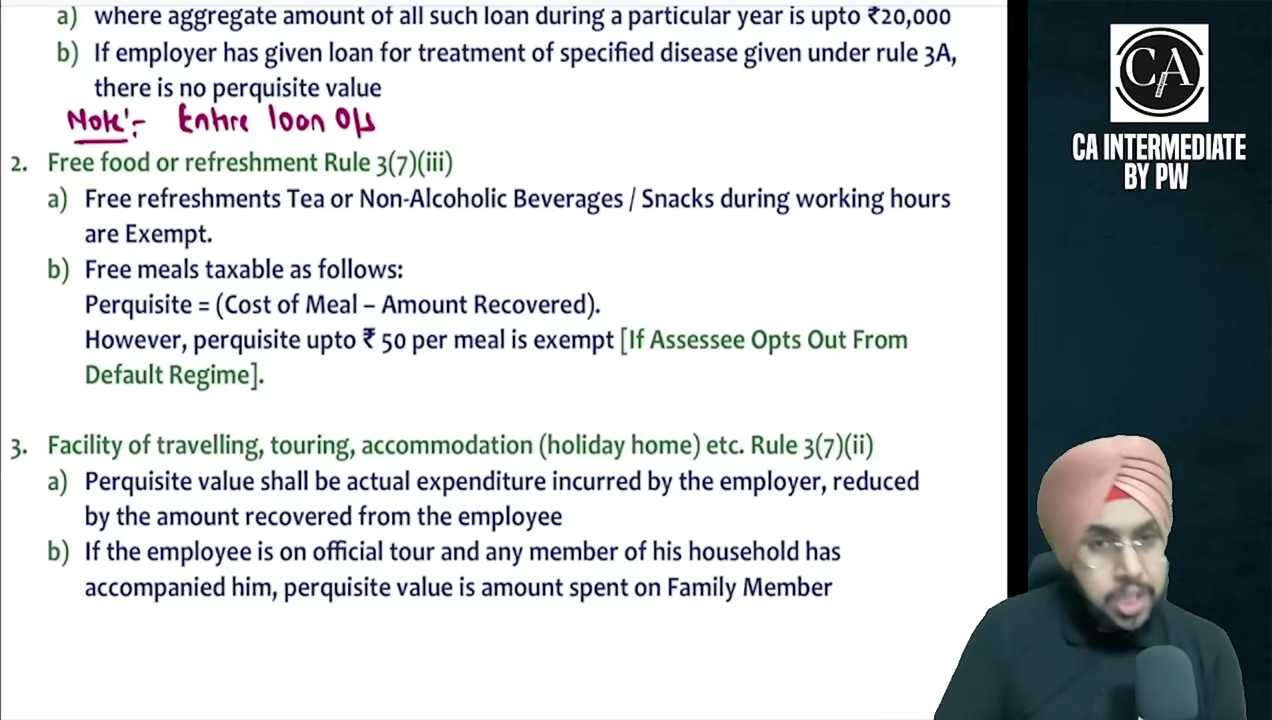 a) where aggregate amount of all such loan during a particular year is upto ₹20,000
b) If employer has given loan for treatment of specified disease given under rule 3A,
there is no perquisite value
Note:- Entire loan O/s
2. Free food or refreshment Rule 3(7)(iii)
a) Free refreshments Tea or Non-Alcoholic Beverages / Snacks during working hours
are Exempt.
b) Free meals taxable as follows:
Perquisite = (Cost of Meal – Amount Recovered).
However, perquisite upto ₹ 50 per meal is exempt [If Assessee Opts Out From
Default Regime].
3. Facility of travelling, touring, accommodation (holiday home) etc. Rule 3(7)(ii)
a) Perquisite value shall be actual expenditure incurred by the employer, reduced
by the amount recovered from the employee
b) If the employee is on official tour and any member of his household has
accompanied him, perquisite value is amount spent on Family Member
CA
CA INTERMEDIATE
BY PW